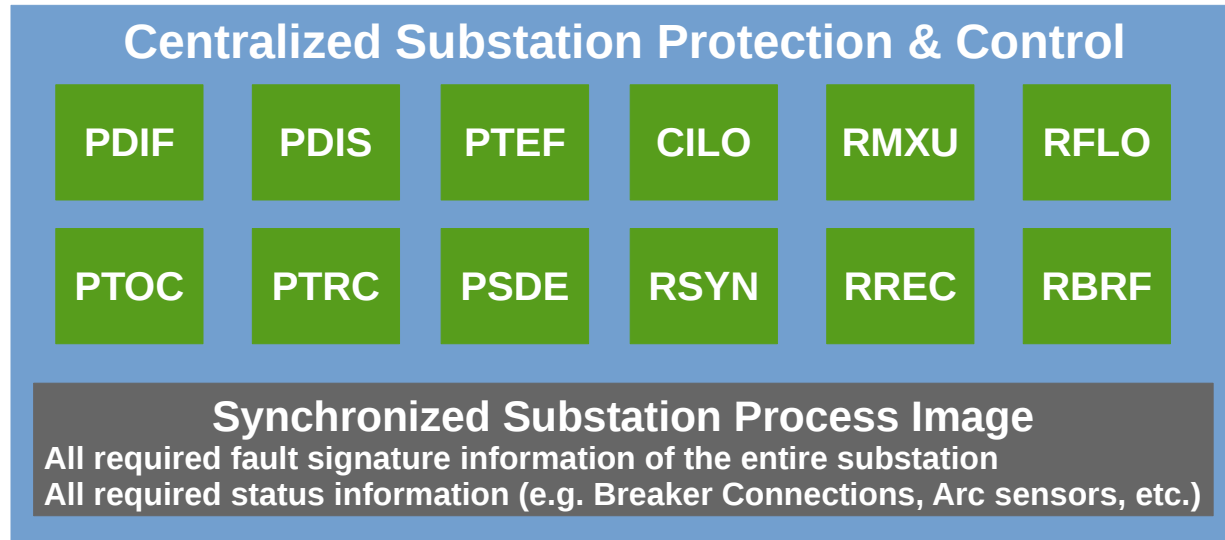 Centralized Substation Protection & Control
PDIF PDIS PTEF CILO RMXU RFLO
PTOC PTRC PSDE RSYN RREC RBRF
Synchronized Substation Process Image
All required fault signature information of the entire substation
All required status information (e.g. Breaker Connections, Arc sensors, etc.)